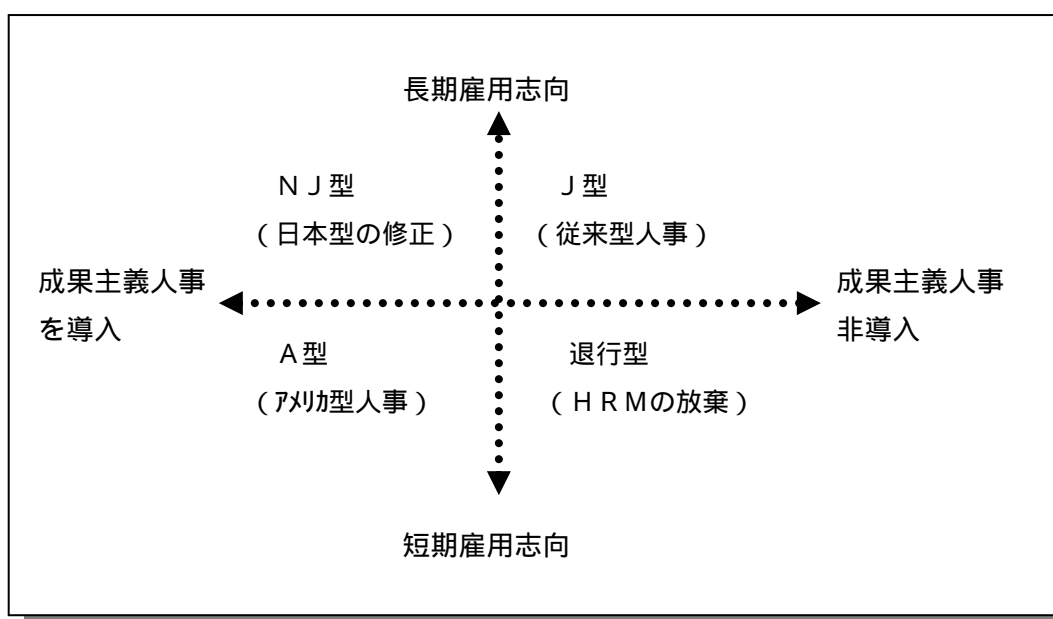 長期雇用志向
ＮＪ型
（日本型の修正）
Ｊ型
（従来型人事）
成果主義人事
を導入
成果主義人事
非導入
Ａ型
（ｱﾒﾘｶ型人事）
退行型
（ＨＲＭの放棄）
短期雇用志向